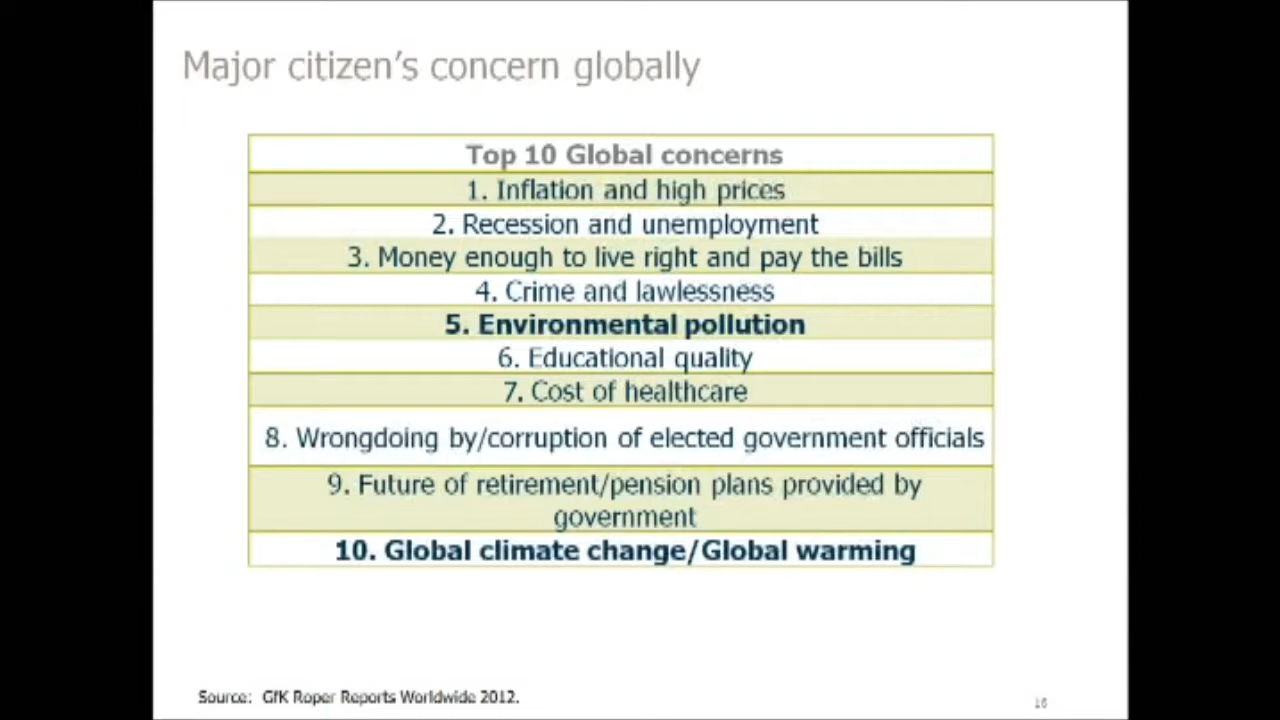 Major citizen's concern globally
Top 10 Global concerns
1. Inflation and high prices
2. Recession and unemployment
3. Money enough to live right and pay the bills
4. Crime and lawlessness
5. Environmental pollution
6. Educational quality
7. Cost of healthcare
8. Wrongdoing by/corruption of elected government officials
9. Future of retirement/pension plans provided by
government
10. Global climate change/Global warming
Source: GfK Roper Reports Worldwide 2012.